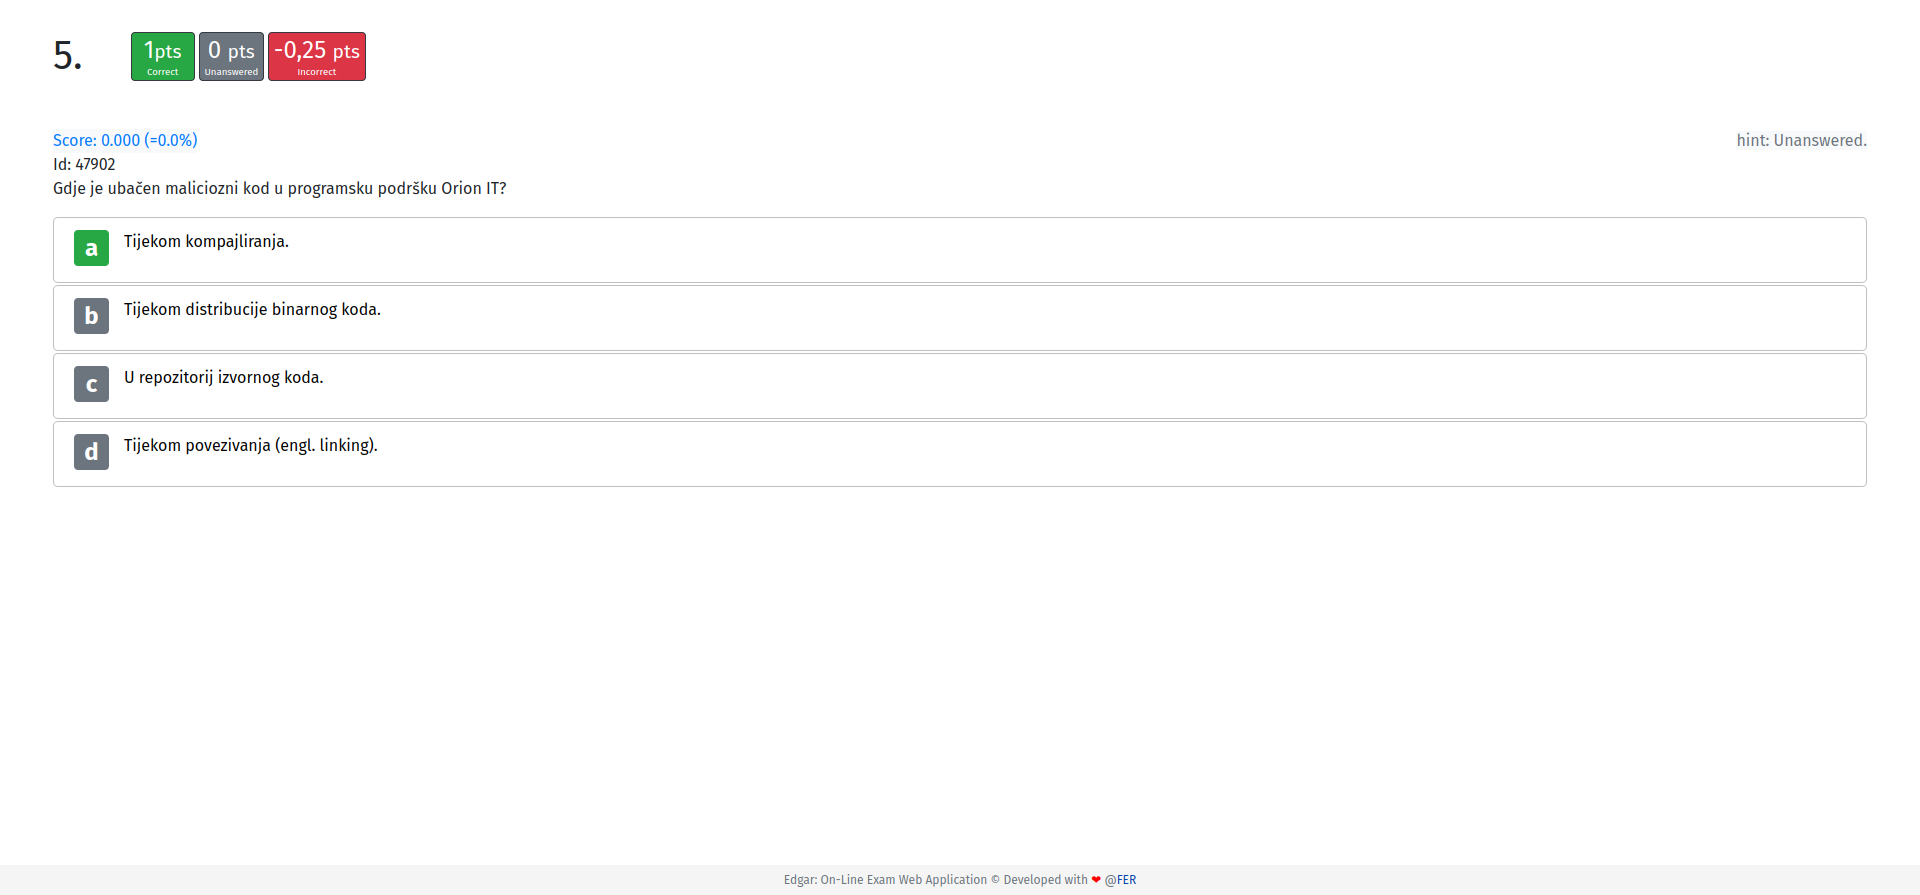 5.
1pts
Correct
0 pts
Unanswered
-0,25 pts
Incorrect
Score: 0.000 (=0.0%)
hint: Unanswered.
Id: 47902
Gdje je ubačen maliciozni kod u programsku podršku Orion IT?
a Tijekom kompajliranja.
b Tijekom distribucije binarnog koda.
c U repozitorij izvornog koda.
d Tijekom povezivanja (engl. linking).
Edgar: On-Line Exam Web Application © Developed with ❤ @FER